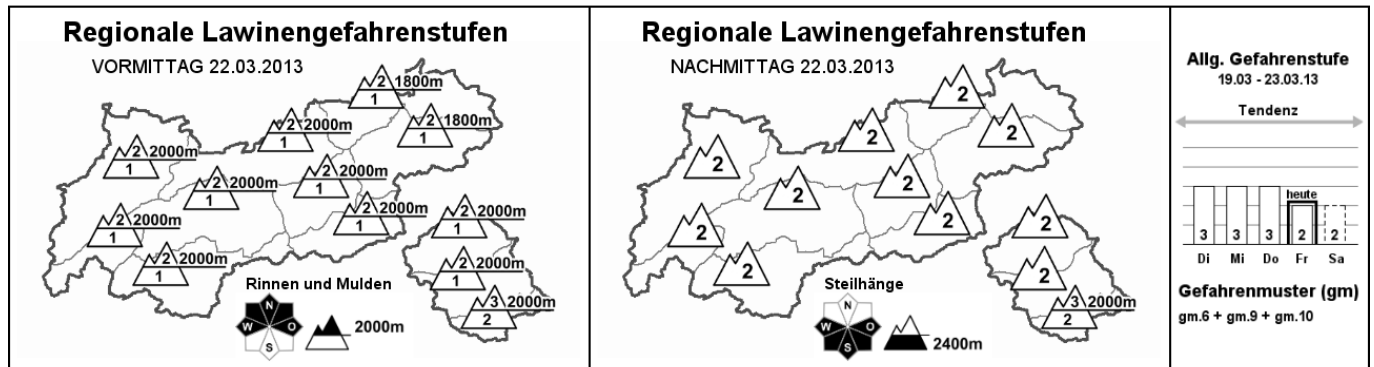 Regionale Lawinengefahrenstufen
VORMITTAG 22.03.2013
2 1800m
1
2 1800m
1
2 2000m
1
2 2000m
1
2 2000m
1
2 2000m
1
2 2000m
1
2 2000m
1
2 2000m
1
2 2000m
1
2 2000m
1
3 2000m
2
Rinnen und Mulden
N
W O
S
2000m
Regionale Lawinengefahrenstufen
NACHMITTAG 22.03.2013
2
2
2
2
2
2
2
2
2
2
2
3 2000m
2
Steilhänge
N
W O
S
2400m
Allg. Gefahrenstufe
19.03 - 23.03.13
Tendenz
heute
3 3 3 2 2
Di Mi Do Fr Sa
Gefahrenmuster (gm)
gm.6 + gm.9 + gm.10